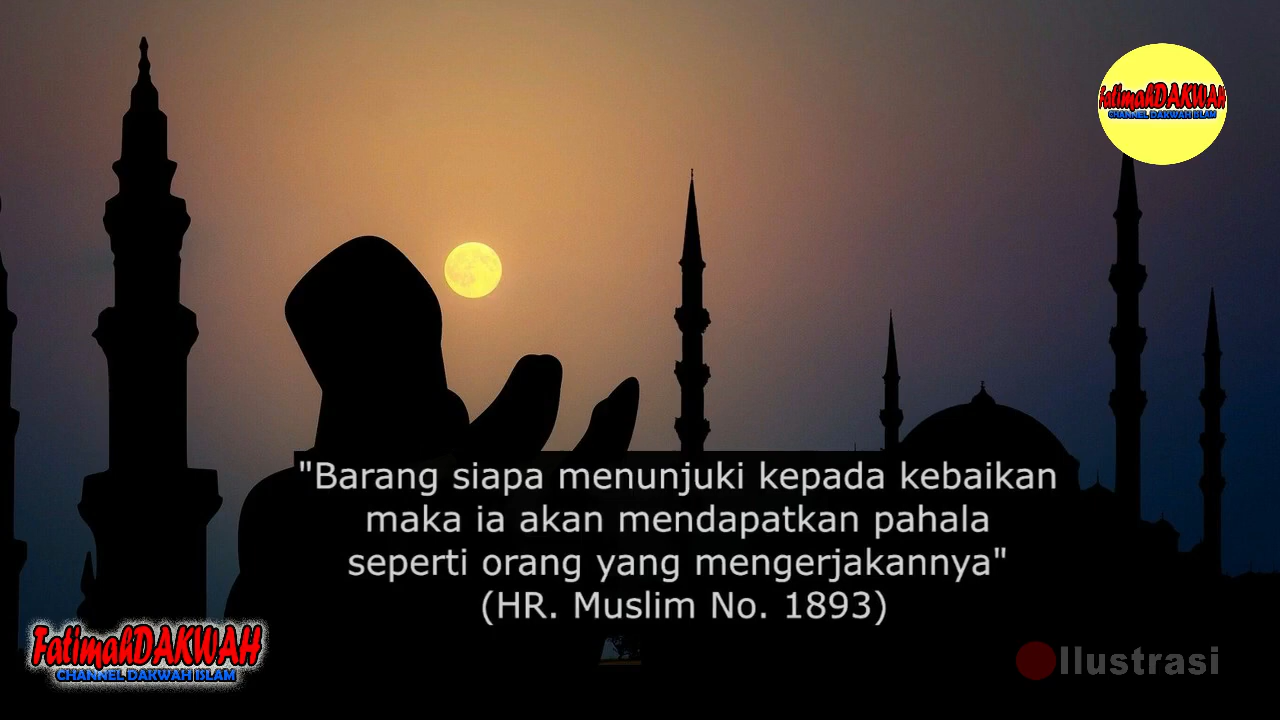 FatimahDAKWAH
CHANNEL DAKWAH ISLAM
"Barang siapa menunjuki kepada kebaikan
maka ia akan mendapatkan pahala
seperti orang yang mengerjakannya"
(HR. Muslim No. 1893)
FatimahDAKWAH
CHANNEL DAKWAH ISLAM
Ilustrasi